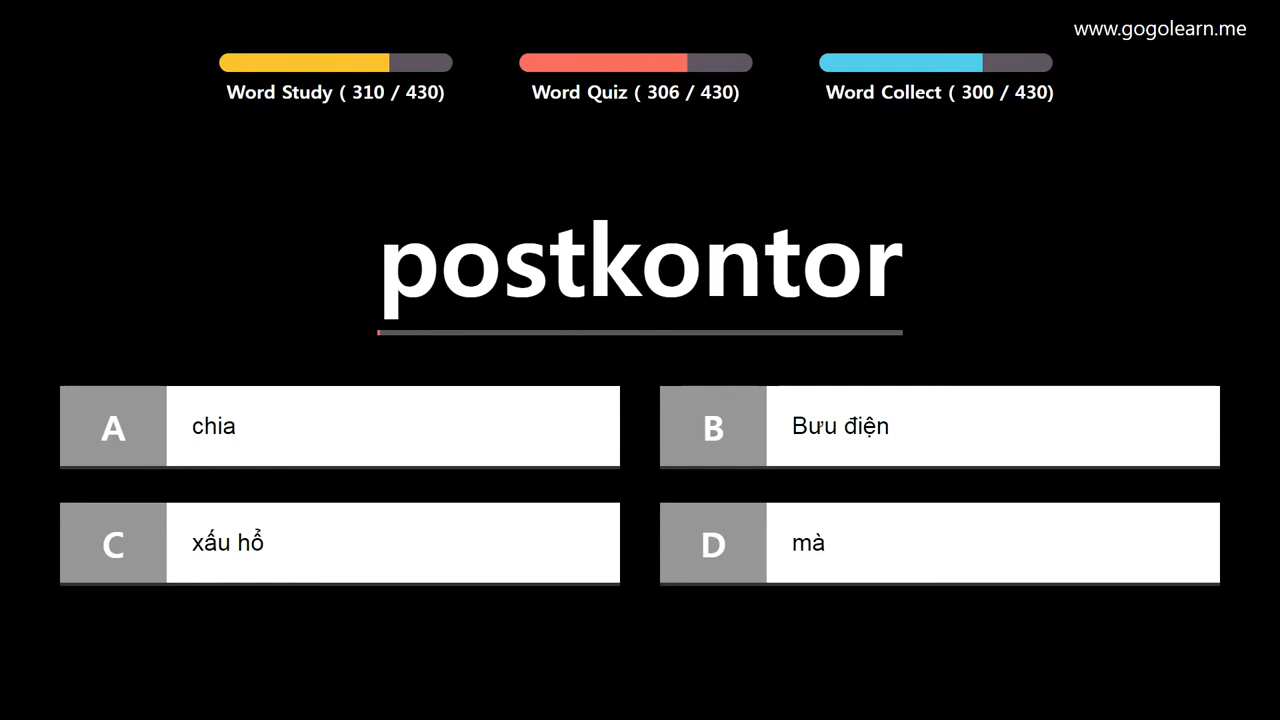 www.gogolearn.me
Word Study ( 310 / 430)
Word Quiz ( 306 / 430)
Word Collect ( 300 / 430)
postkontor
A chia
B Bưu điện
C xấu hổ
D mà